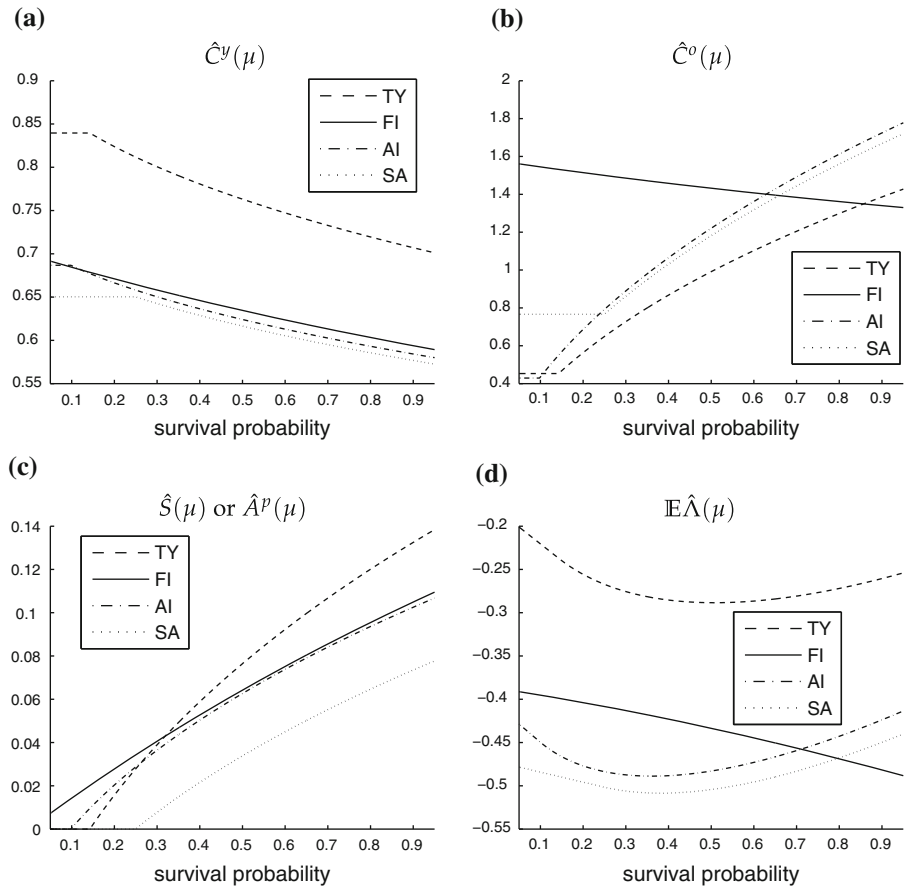 (a)
Ĉʸ(μ)
0.9
0.85
0.8
0.75
0.7
0.65
0.6
0.55
TY
FI
AI
SA
0.1 0.2 0.3 0.4 0.5 0.6 0.7 0.8 0.9
survival probability
(b)
Ĉᵒ(μ)
2
1.8
1.6
1.4
1.2
1
0.8
0.6
0.4
TY
FI
AI
SA
0.1 0.2 0.3 0.4 0.5 0.6 0.7 0.8 0.9
survival probability
(c)
Ŝ(μ) or Âᵖ(μ)
0.14
0.12
0.1
0.08
0.06
0.04
0.02
0
TY
FI
AI
SA
0.1 0.2 0.3 0.4 0.5 0.6 0.7 0.8 0.9
survival probability
(d)
𝔼Λ̂(μ)
−0.2
−0.25
−0.3
−0.35
−0.4
−0.45
−0.5
−0.55
TY
FI
AI
SA
0.1 0.2 0.3 0.4 0.5 0.6 0.7 0.8 0.9
survival probability